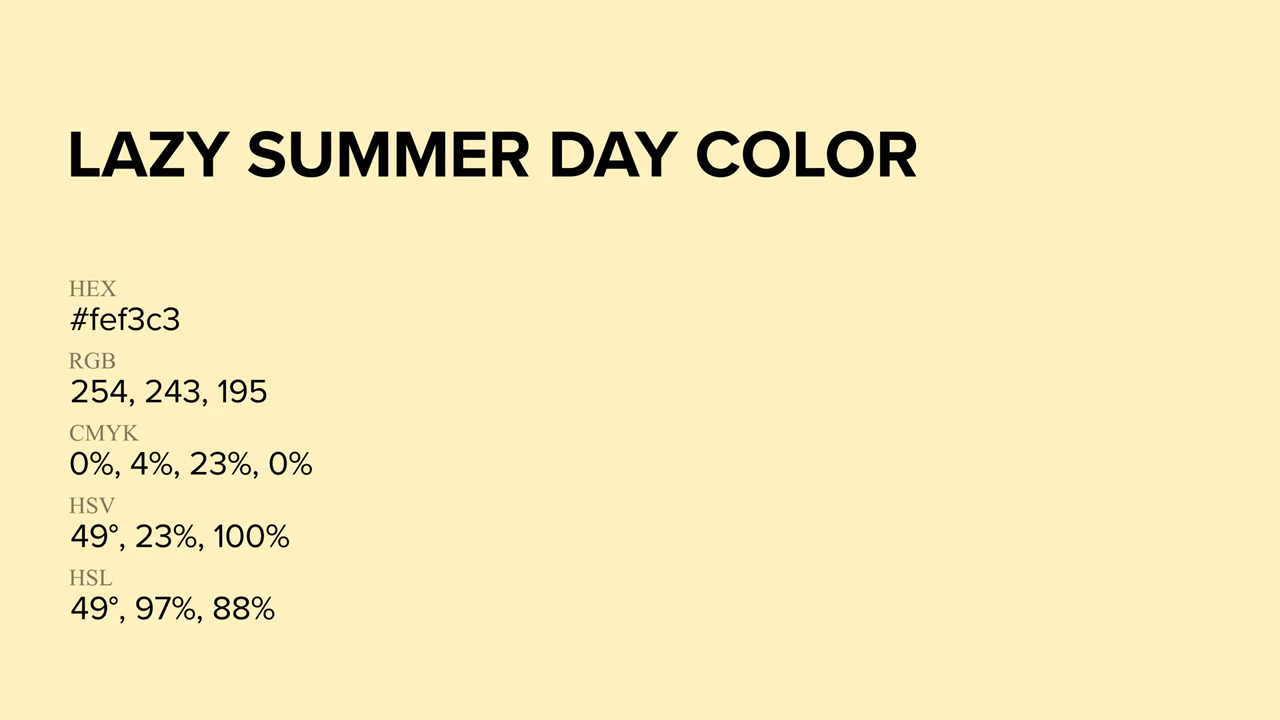 LAZY SUMMER DAY COLOR
HEX
#fef3c3
RGB
254, 243, 195
CMYK
0%, 4%, 23%, 0%
HSV
49°, 23%, 100%
HSL
49°, 97%, 88%